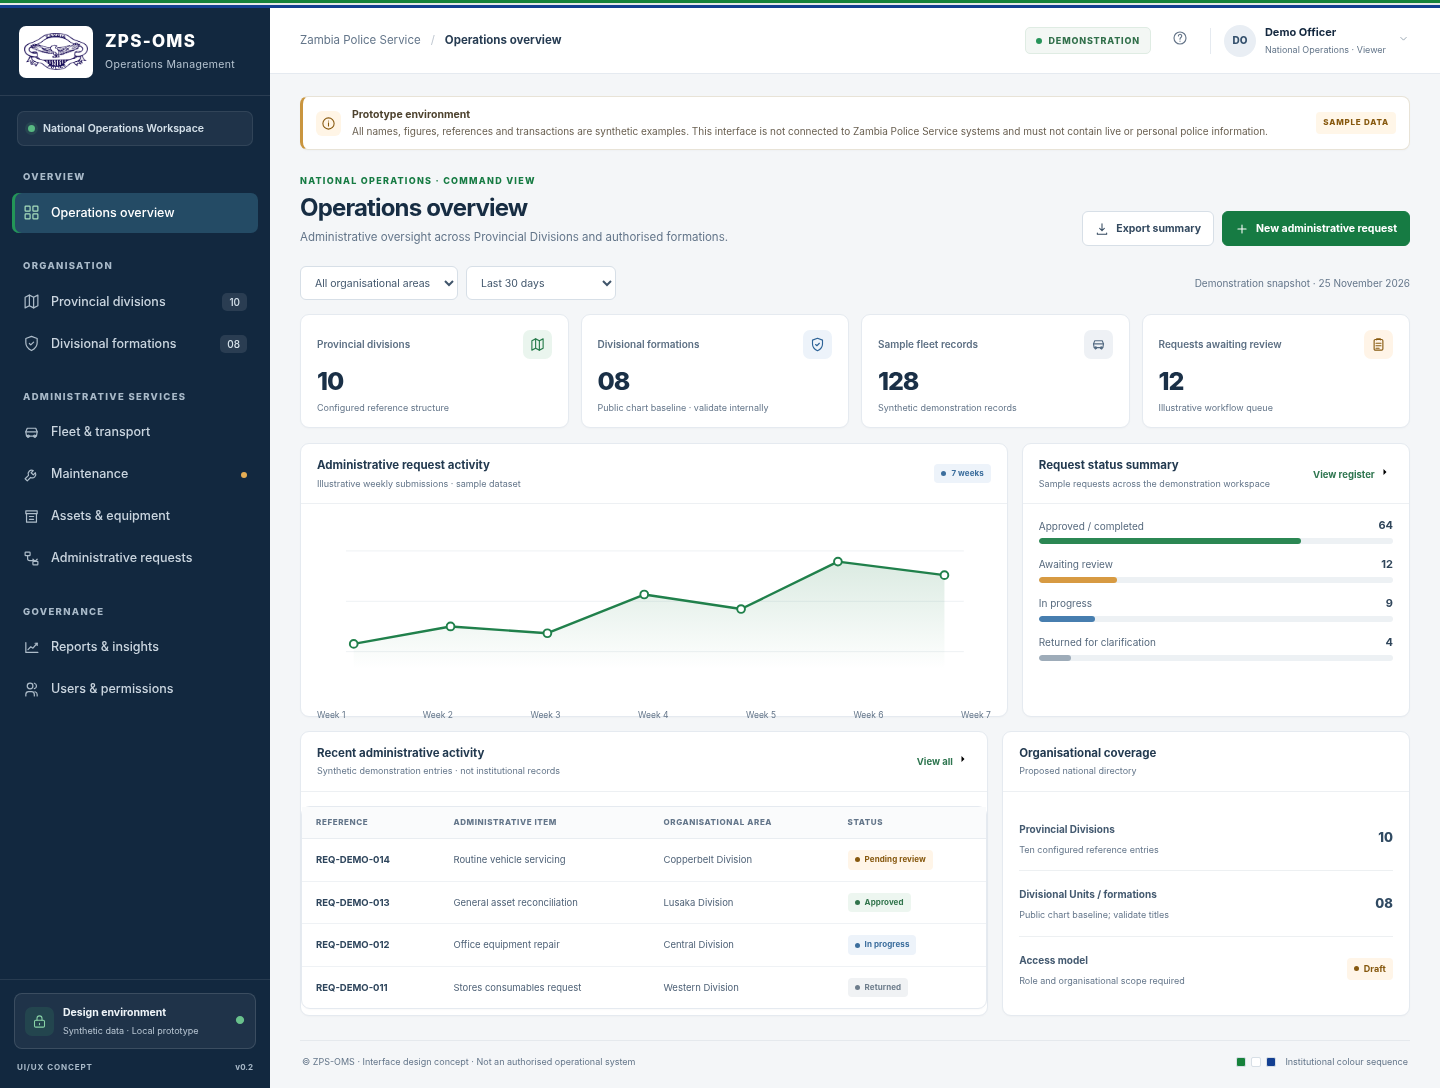 ZPS-OMS
Operations Management
National Operations Workspace
OVERVIEW
Operations overview
ORGANISATION
Provincial divisions 10
Divisional formations 08
ADMINISTRATIVE SERVICES
Fleet & transport
Maintenance
Assets & equipment
Administrative requests
GOVERNANCE
Reports & insights
Users & permissions
Design environment
Synthetic data · Local prototype
UI/UX CONCEPT v0.2
Zambia Police Service / Operations overview
DEMONSTRATION
DO
Demo Officer
National Operations · Viewer
Prototype environment
All names, figures, references and transactions are synthetic examples. This interface is not connected to Zambia Police Service systems and must not contain live or personal police information.
SAMPLE DATA
NATIONAL OPERATIONS · COMMAND VIEW
Operations overview
Administrative oversight across Provincial Divisions and authorised formations.
Export summary
New administrative request
All organisational areas
Last 30 days
Demonstration snapshot · 25 November 2026
Provincial divisions
10
Configured reference structure
Divisional formations
08
Public chart baseline · validate internally
Sample fleet records
128
Synthetic demonstration records
Requests awaiting review
12
Illustrative workflow queue
Administrative request activity
Illustrative weekly submissions · sample dataset
7 weeks
Week 1 Week 2 Week 3 Week 4 Week 5 Week 6 Week 7
Request status summary
Sample requests across the demonstration workspace
View register
Approved / completed 64
Awaiting review 12
In progress 9
Returned for clarification 4
Recent administrative activity
Synthetic demonstration entries · not institutional records
View all
REFERENCE ADMINISTRATIVE ITEM ORGANISATIONAL AREA STATUS
REQ-DEMO-014 Routine vehicle servicing Copperbelt Division Pending review
REQ-DEMO-013 General asset reconciliation Lusaka Division Approved
REQ-DEMO-012 Office equipment repair Central Division In progress
REQ-DEMO-011 Stores consumables request Western Division Returned
Organisational coverage
Proposed national directory
Provincial Divisions
Ten configured reference entries
10
Divisional Units / formations
Public chart baseline; validate titles
08
Access model
Role and organisational scope required
Draft
© ZPS-OMS · Interface design concept · Not an authorised operational system
Institutional colour sequence